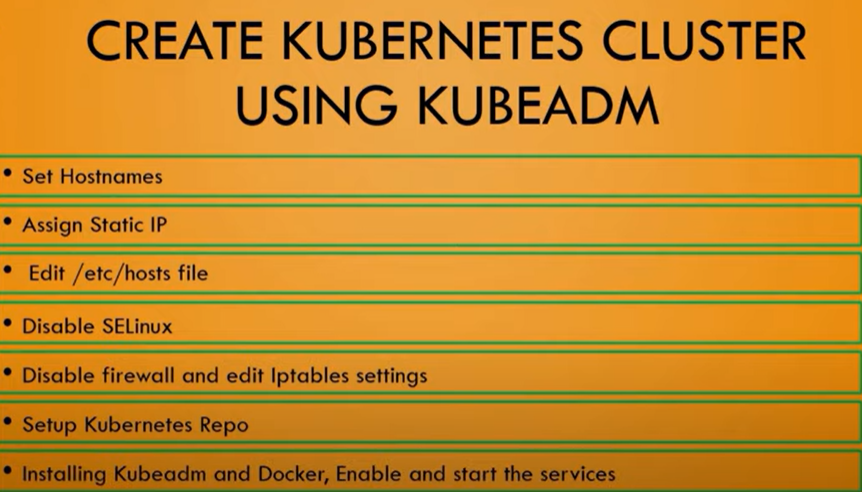 CREATE KUBERNETES CLUSTER
USING KUBEADM
• Set Hostnames
• Assign Static IP
• Edit /etc/hosts file
• Disable SELinux
• Disable firewall and edit Iptables settings
• Setup Kubernetes Repo
• Installing Kubeadm and Docker, Enable and start the services